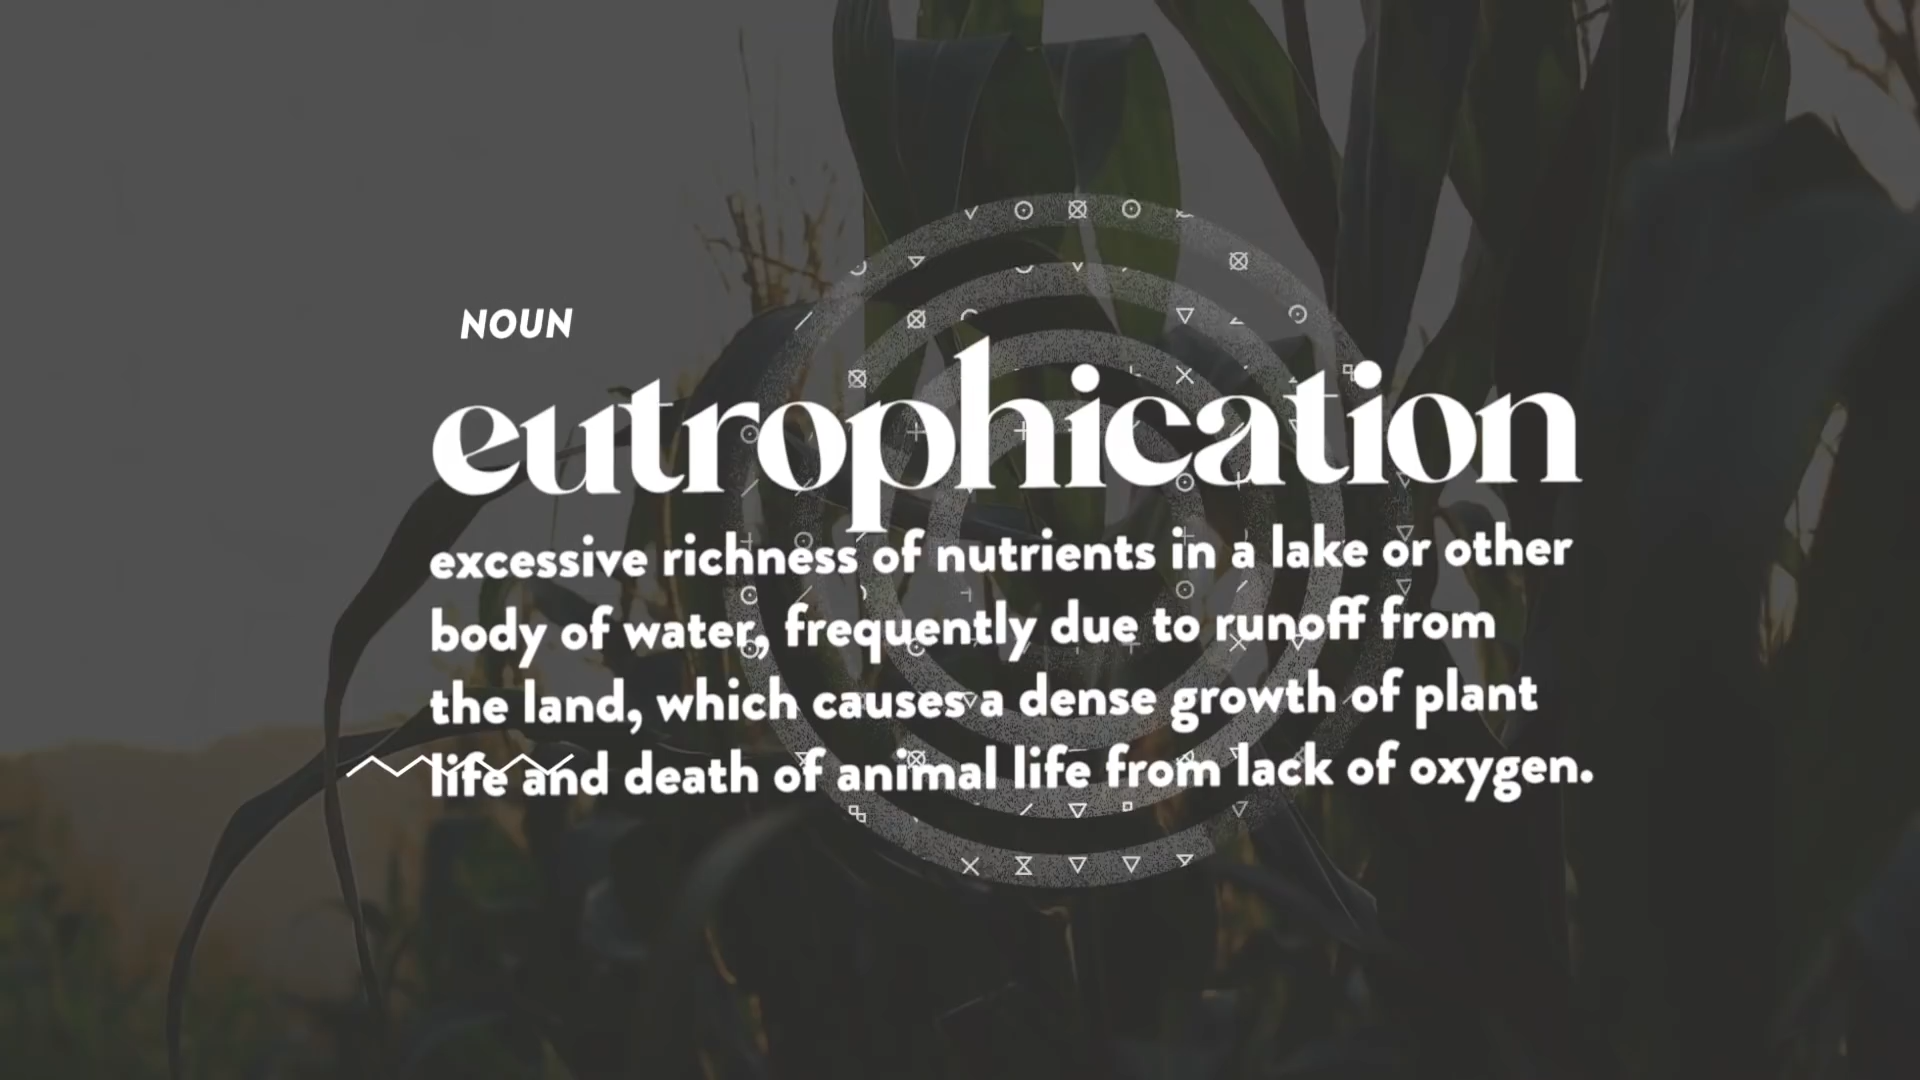 NOUN
eutrophication
excessive richness of nutrients in a lake or other
body of water, frequently due to runoff from
the land, which causes a dense growth of plant
life and death of animal life from lack of oxygen.